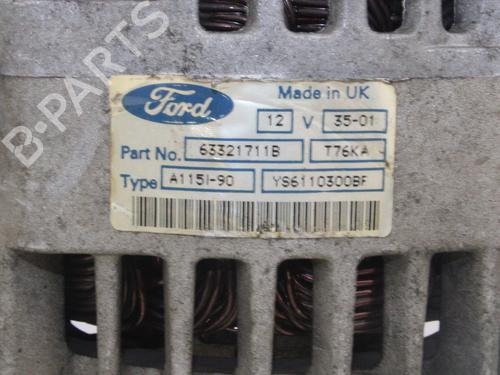 Ford
Made in UK
12 V 35-01
Part No. 63321711B T76KA
Type A115I-90 YS6110300BF
B-PARTS